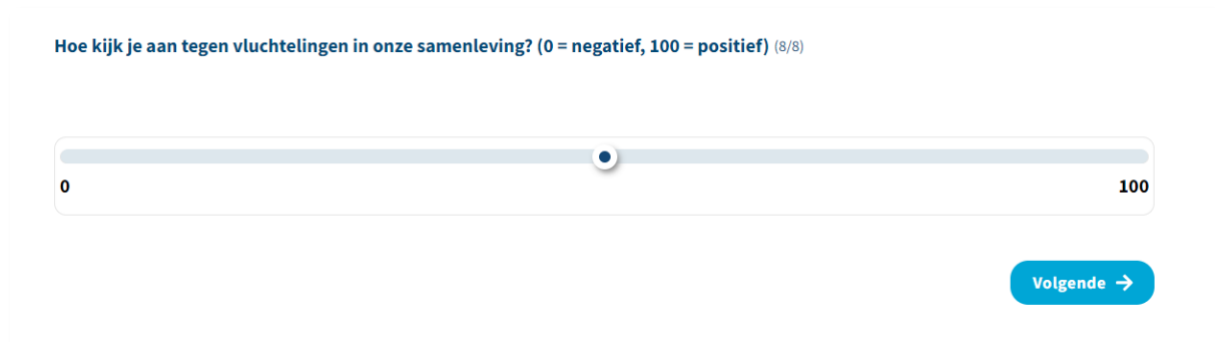 Hoe kijk je aan tegen vluchtelingen in onze samenleving? (0 = negatief, 100 = positief) (8/8)
0 100
Volgende →